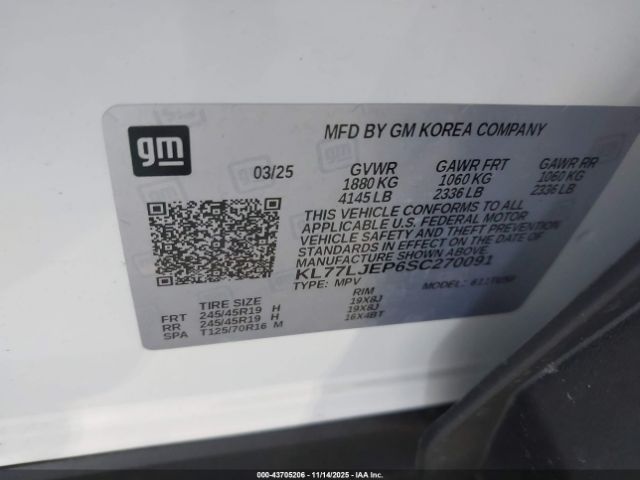 gm
MFD BY GM KOREA COMPANY
03/25
GVWR GAWR FRT GAWR RR
1880 KG 1060 KG 1060 KG
4145 LB 2336 LB 2336 LB
THIS VEHICLE CONFORMS TO ALL
APPLICABLE U.S. FEDERAL MOTOR
VEHICLE SAFETY AND THEFT PREVENTION
STANDARDS IN EFFECT ON THE DATE OF
MANUFACTURE SHOWN ABOVE.
KL77LJEP6SC270091
TYPE: MPV MODEL:
TIRE SIZE RIM
FRT 245/45R19 H 19X8J
RR 245/45R19 H 19X8J
SPA T125/70R16 M 16X4BT
000-43705206 - 11/14/2025 - IAAI, Inc.